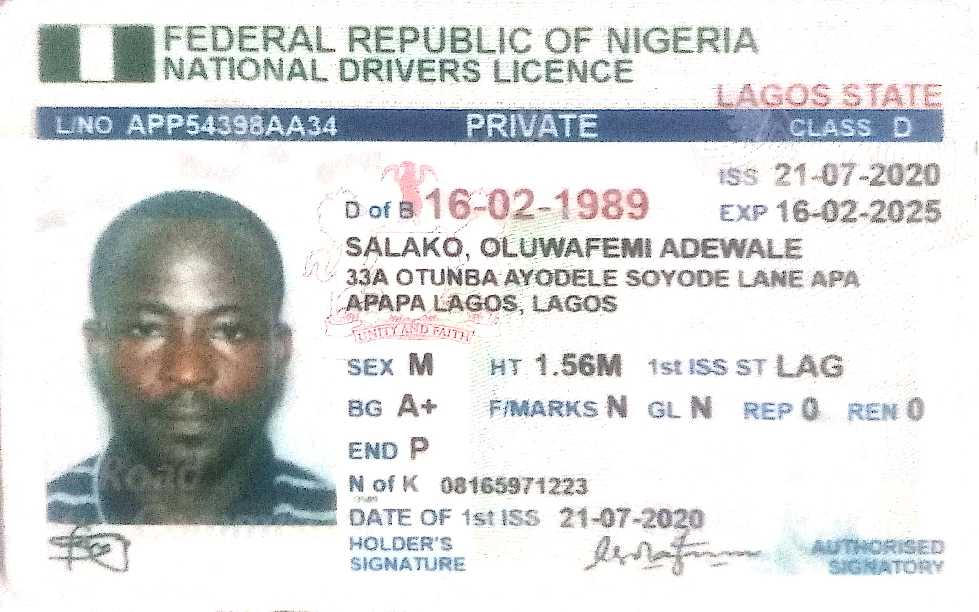 FEDERAL REPUBLIC OF NIGERIA
NATIONAL DRIVERS LICENCE
LAGOS STATE
L/NO APP54398AA34 PRIVATE CLASS D
ISS 21-07-2020
D of B 16-02-1989 EXP 16-02-2025
SALAKO, OLUWAFEMI ADEWALE
33A OTUNBA AYODELE SOYODE LANE APA
APAPA LAGOS, LAGOS
UNITY AND FAITH
SEX M HT 1.56M 1st ISS ST LAG
BG A+ F/MARKS N GL N REP 0 REN 0
END P
N of K 08165971223
DATE OF 1st ISS 21-07-2020
HOLDER'S
SIGNATURE
AUTHORISED
SIGNATORY